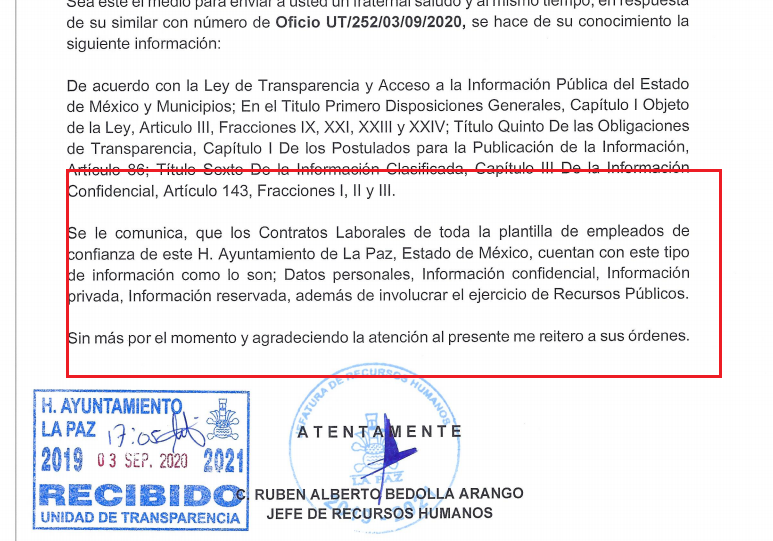 Sea este el medio para enviar a usted un fraternal saludo y al mismo tiempo, en respuesta
de su similar con número de Oficio UT/252/03/09/2020, se hace de su conocimiento la
siguiente información:
De acuerdo con la Ley de Transparencia y Acceso a la Información Pública del Estado
de México y Municipios; En el Titulo Primero Disposiciones Generales, Capítulo I Objeto
de la Ley, Articulo III, Fracciones IX, XXI, XXIII y XXIV; Título Quinto De las Obligaciones
de Transparencia, Capítulo I De los Postulados para la Publicación de la Información,
Artículo 86; Título Sexto De la Información Clasificada, Capítulo III De la Información
Confidencial, Artículo 143, Fracciones I, II y III.
Se le comunica, que los Contratos Laborales de toda la plantilla de empleados de
confianza de este H. Ayuntamiento de La Paz, Estado de México, cuentan con este tipo
de información como lo son; Datos personales, Información confidencial, Información
privada, Información reservada, además de involucrar el ejercicio de Recursos Públicos.
Sin más por el momento y agradeciendo la atención al presente me reitero a sus órdenes.
H. AYUNTAMIENTO
LA PAZ 17:05
2019 03 SEP. 2020 2021
RECIBIDO
UNIDAD DE TRANSPARENCIA
JEFATURA DE RECURSOS HUMANOS
LA PAZ
2019 - 2021
ATENTAMENTE
C. RUBEN ALBERTO BEDOLLA ARANGO
JEFE DE RECURSOS HUMANOS